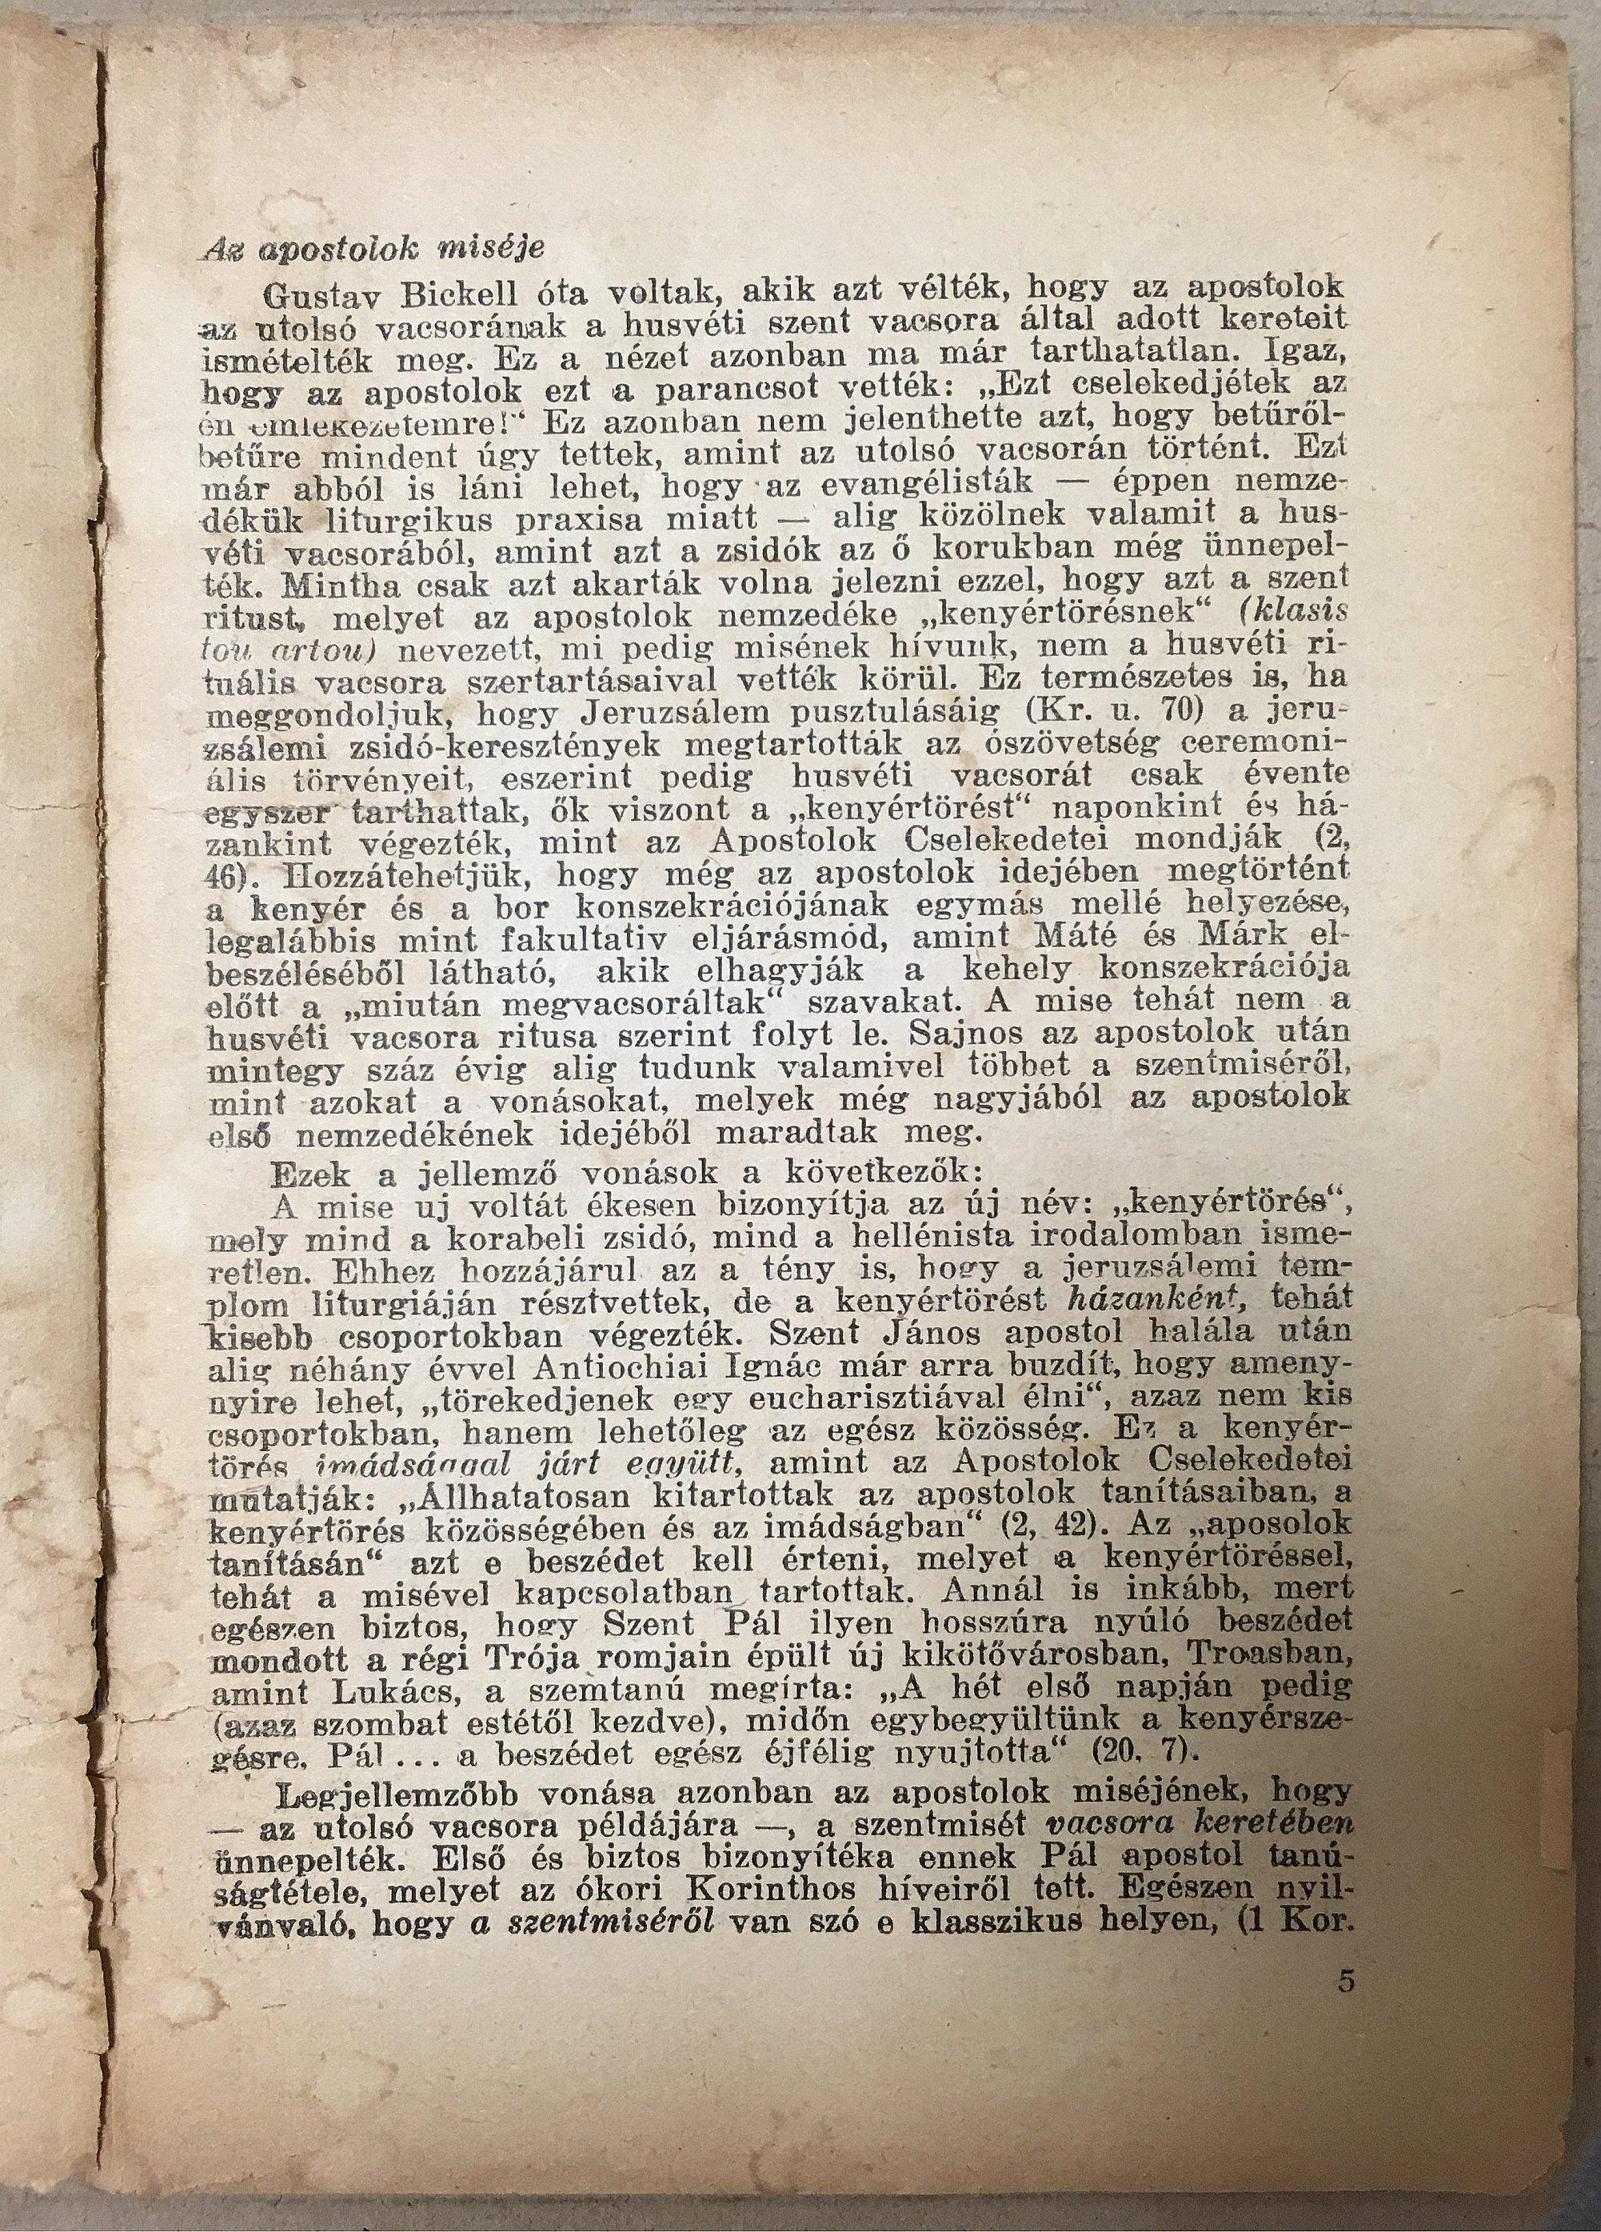 Az apostolok miséje
Gustav Bickell óta voltak, akik azt vélték, hogy az apostolok
az utolsó vacsorának a husvéti szent vacsora által adott kereteit
ismételték meg. Ez a nézet azonban ma már tarthatatlan. Igaz,
hogy az apostolok ezt a parancsot vették: „Ezt cselekedjétek az
én emlekezetemre!“ Ez azonban nem jelenthette azt, hogy betűről-
betűre mindent úgy tettek, amint az utolsó vacsorán történt. Ezt
már abból is láni lehet, hogy az evangélisták — éppen nemze-
dékük liturgikus praxisa miatt — alig közölnek valamit a hus-
véti vacsorából, amint azt a zsidók az ő korukban még ünnepel-
ték. Mintha csak azt akarták volna jelezni ezzel, hogy azt a szent
ritust, melyet az apostolok nemzedéke „kenyértörésnek“ (klasis
tou artou) nevezett, mi pedig misének hívunk, nem a husvéti ri-
tuális vacsora szertartásaival vették körül. Ez természetes is, ha
meggondoljuk, hogy Jeruzsálem pusztulásáig (Kr. u. 70) a jeru-
zsálemi zsidó-keresztények megtartották az ószövetség ceremoni-
ális törvényeit, eszerint pedig husvéti vacsorát csak évente
egyszer tarthattak, ők viszont a „kenyértörést“ naponkint és há-
zankint végezték, mint az Apostolok Cselekedetei mondják (2,
46). Hozzátehetjük, hogy még az apostolok idejében megtörtént
a kenyér és a bor konszekrációjának egymás mellé helyezése,
legalábbis mint fakultativ eljárásmód, amint Máté és Márk el-
beszéléséből látható, akik elhagyják a kehely konszekrációja
előtt a „miután megvacsoráltak“ szavakat. A mise tehát nem a
husvéti vacsora ritusa szerint folyt le. Sajnos az apostolok után
mintegy száz évig alig tudunk valamivel többet a szentmiséről,
mint azokat a vonásokat, melyek még nagyjából az apostolok
első nemzedékének idejéből maradtak meg.
Ezek a jellemző vonások a következők:
A mise uj voltát ékesen bizonyítja az új név: „kenyértörés“,
mely mind a korabeli zsidó, mind a hellénista irodalomban isme-
retlen. Ehhez hozzájárul az a tény is, hogy a jeruzsálemi tem-
plom liturgiáján résztvettek, de a kenyértörést házanként, tehát
kisebb csoportokban végezték. Szent János apostol halála után
alig néhány évvel Antiochiai Ignác már arra buzdít, hogy ameny-
nyire lehet, „törekedjenek egy eucharisztiával élni“, azaz nem kis
csoportokban, hanem lehetőleg az egész közösség. Ez a kenyér-
törés imádsággal járt együtt, amint az Apostolok Cselekedetei
mutatják: „Állhatatosan kitartottak az apostolok tanításaiban, a
kenyértörés közösségében és az imádságban“ (2, 42). Az „aposolok
tanításán“ azt e beszédet kell érteni, melyet a kenyértöréssel,
tehát a misével kapcsolatban tartottak. Annál is inkább, mert
egészen biztos, hogy Szent Pál ilyen hosszúra nyúló beszédet
mondott a régi Trója romjain épült új kikötővárosban, Troasban,
amint Lukács, a szemtanú megírta: „A hét első napján pedig
(azaz szombat estétől kezdve), midőn egybegyültünk a kenyérsze-
gésre, Pál ... a beszédet egész éjfélig nyujtotta“ (20, 7).
Legjellemzőbb vonása azonban az apostolok miséjének, hogy
— az utolsó vacsora példájára —, a szentmisét vacsora keretében
ünnepelték. Első és biztos bizonyítéka ennek Pál apostol tanú-
ságtétele, melyet az ókori Korinthos híveiről tett. Egészen nyil-
vánvaló, hogy a szentmiséről van szó e klasszikus helyen, (1 Kor.
5